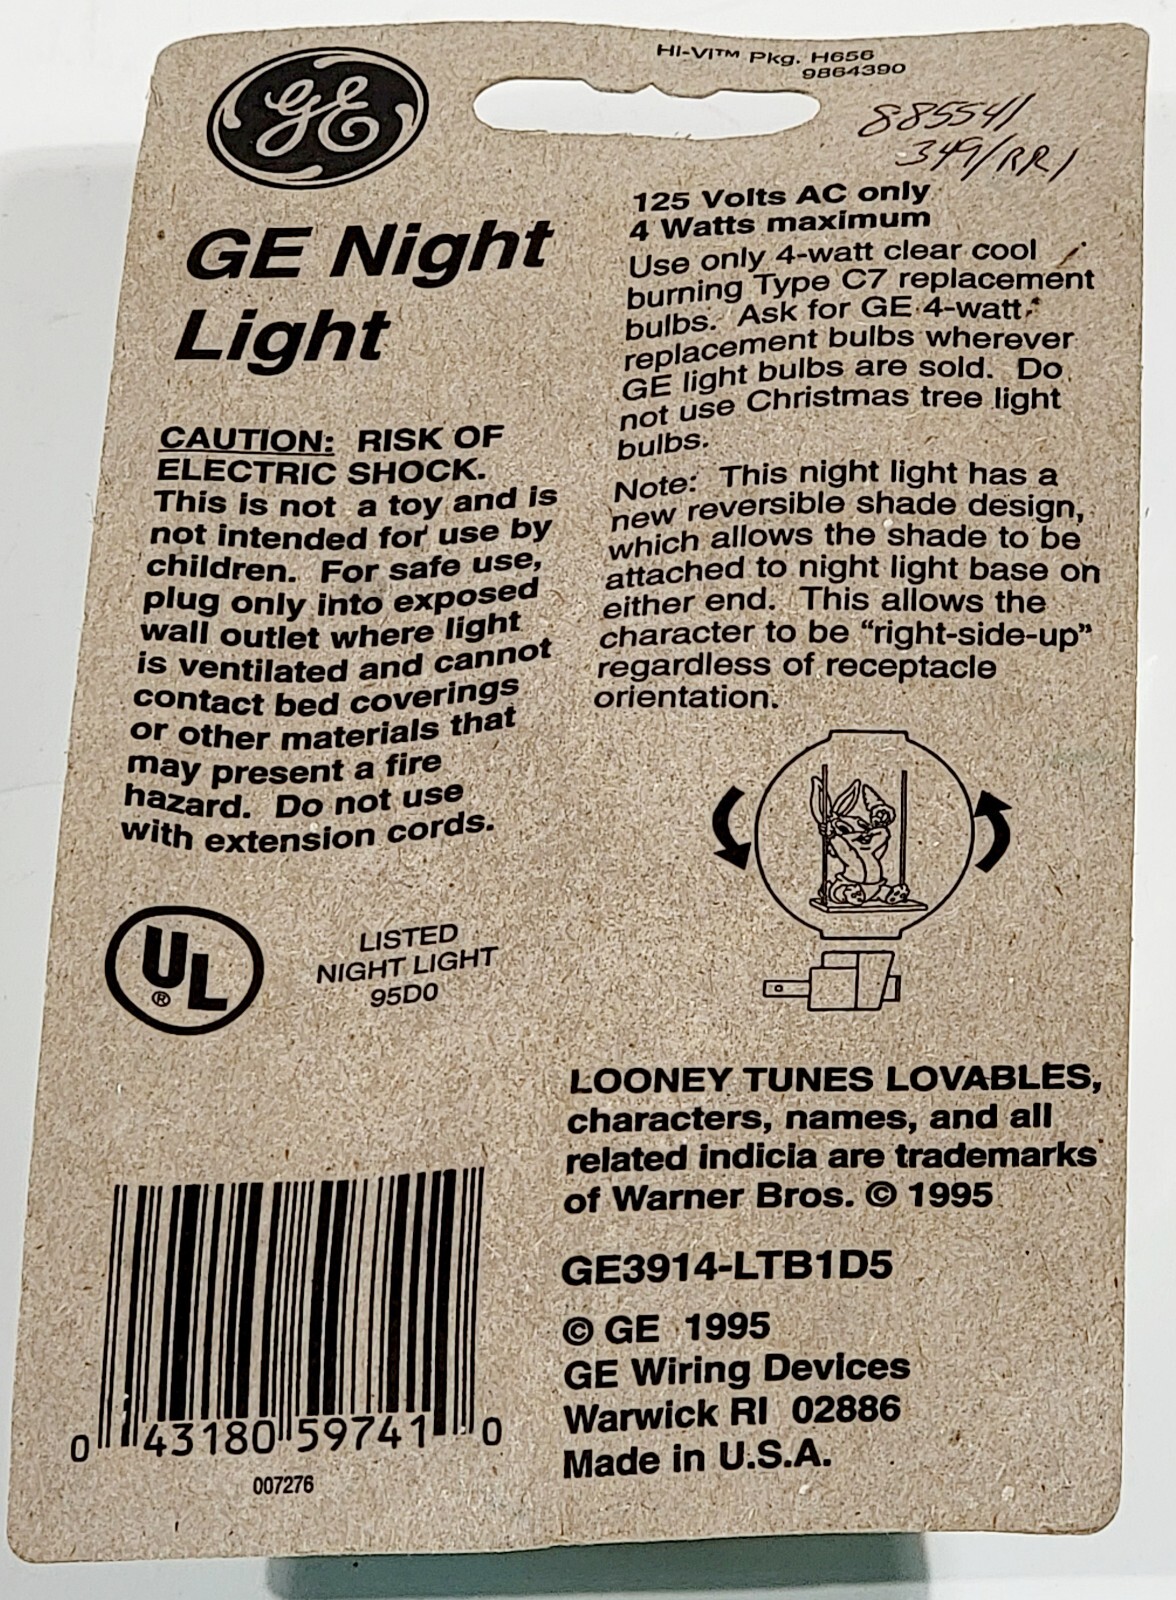 GE
Hi-Vi™ Pkg. H656
9864390
885541
349/RR1
GE Night
Light
CAUTION: RISK OF
ELECTRIC SHOCK.
This is not a toy and is
not intended for use by
children. For safe use,
plug only into exposed
wall outlet where light
is ventilated and cannot
contact bed coverings
or other materials that
may present a fire
hazard. Do not use
with extension cords.
125 Volts AC only
4 Watts maximum
Use only 4-watt clear cool
burning Type C7 replacement
bulbs. Ask for GE 4-watt
replacement bulbs wherever
GE light bulbs are sold. Do
not use Christmas tree light
bulbs.
Note: This night light has a
new reversible shade design,
which allows the shade to be
attached to night light base on
either end. This allows the
character to be “right-side-up”
regardless of receptacle
orientation.
UL ®
LISTED
NIGHT LIGHT
95D0
LOONEY TUNES LOVABLES,
characters, names, and all
related indicia are trademarks
of Warner Bros. © 1995
GE3914-LTB1D5
© GE 1995
GE Wiring Devices
Warwick RI 02886
Made in U.S.A.
0 43180 59741 0
007276